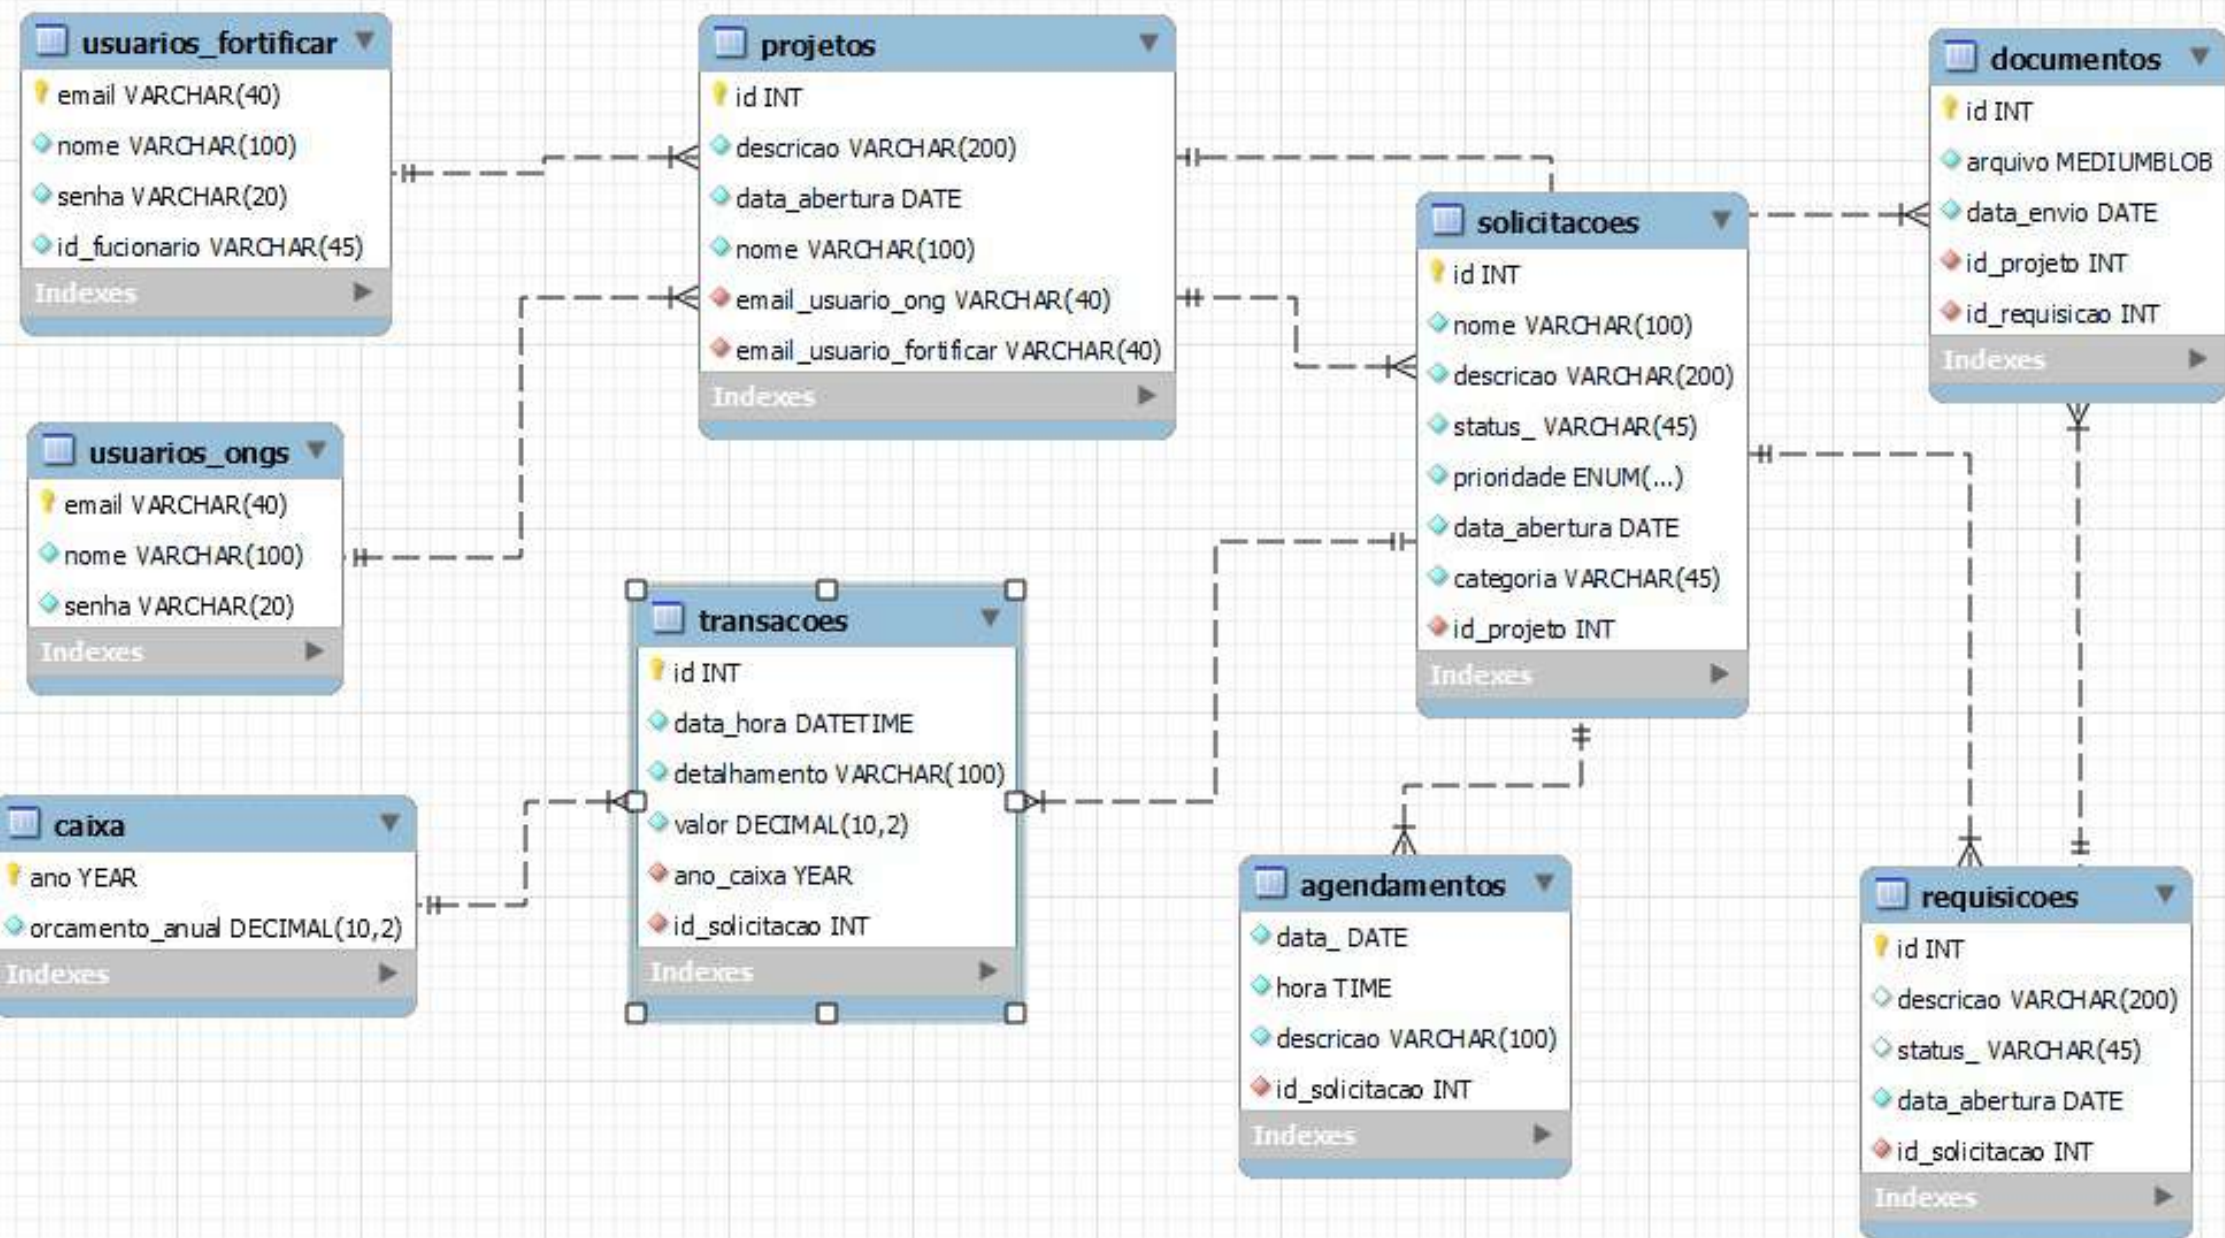 usuarios_fortificar
email VARCHAR(40)
nome VARCHAR(100)
senha VARCHAR(20)
id_fucionario VARCHAR(45)
Indexes
projetos
id INT
descricao VARCHAR(200)
data_abertura DATE
nome VARCHAR(100)
email_usuario_ong VARCHAR(40)
email_usuario_fortificar VARCHAR(40)
Indexes
documentos
id INT
arquivo MEDIUMBLOB
data_envio DATE
id_projeto INT
id_requisicao INT
Indexes
solicitacoes
id INT
nome VARCHAR(100)
descricao VARCHAR(200)
status_ VARCHAR(45)
prioridade ENUM(...)
data_abertura DATE
categoria VARCHAR(45)
id_projeto INT
Indexes
usuarios_ongs
email VARCHAR(40)
nome VARCHAR(100)
senha VARCHAR(20)
Indexes
transacoes
id INT
data_hora DATETIME
detalhamento VARCHAR(100)
valor DECIMAL(10,2)
ano_caixa YEAR
id_solicitacao INT
Indexes
caixa
ano YEAR
orcamento_anual DECIMAL(10,2)
Indexes
agendamentos
data_ DATE
hora TIME
descricao VARCHAR(100)
id_solicitacao INT
Indexes
requisicoes
id INT
descricao VARCHAR(200)
status_ VARCHAR(45)
data_abertura DATE
id_solicitacao INT
Indexes